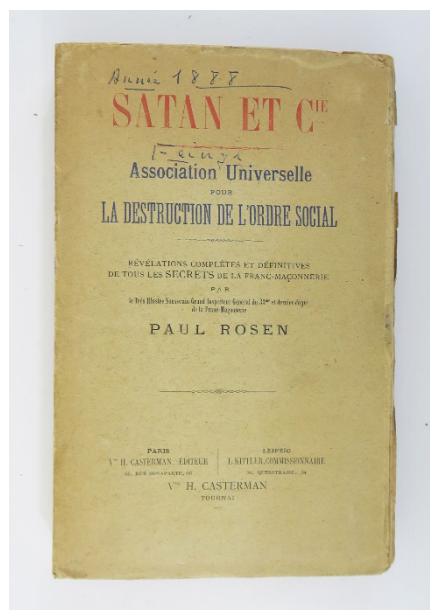 Année 1888
SATAN ET CIE
Association Universelle
POUR
LA DESTRUCTION DE L'ORDRE SOCIAL
RÉVÉLATIONS COMPLÈTES ET DÉFINITIVES
DE TOUS LES SECRETS DE LA FRANC-MAÇONNERIE
PAR
le Très Illustre Souverain Grand Inspecteur Général du 33me et dernier degré
de la Franc-Maçonnerie
PAUL ROSEN
PARIS
Vve H. CASTERMAN, ÉDITEUR
66, RUE BONAPARTE, 66
LEIPZIG
L. KITTLER, COMMISSIONNAIRE
Vve H. CASTERMAN
TOURNAI